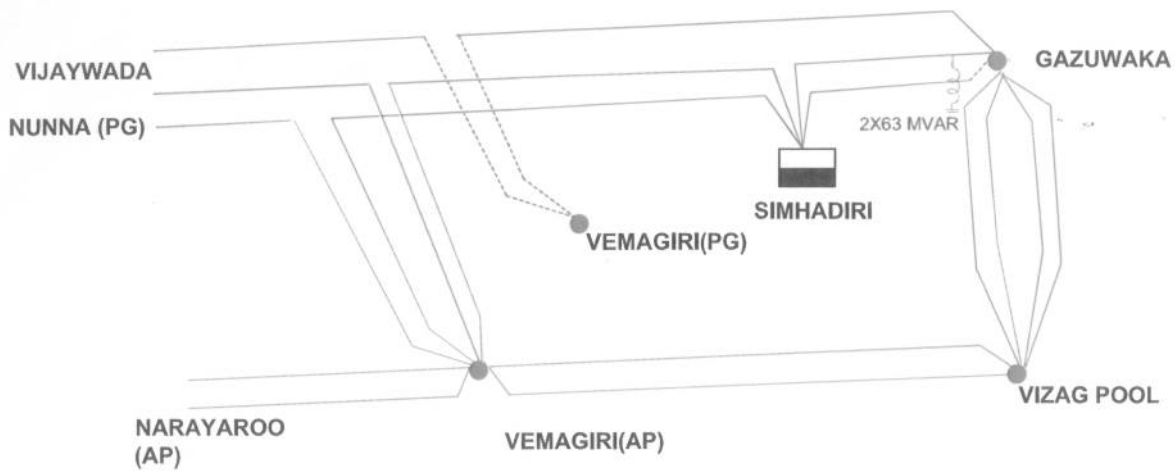 VIJAYWADA
GAZUWAKA
NUNNA (PG)
2X63 MVAR
SIMHADIRI
VEMAGIRI(PG)
VIZAG POOL
NARAYAROO
(AP)
VEMAGIRI(AP)